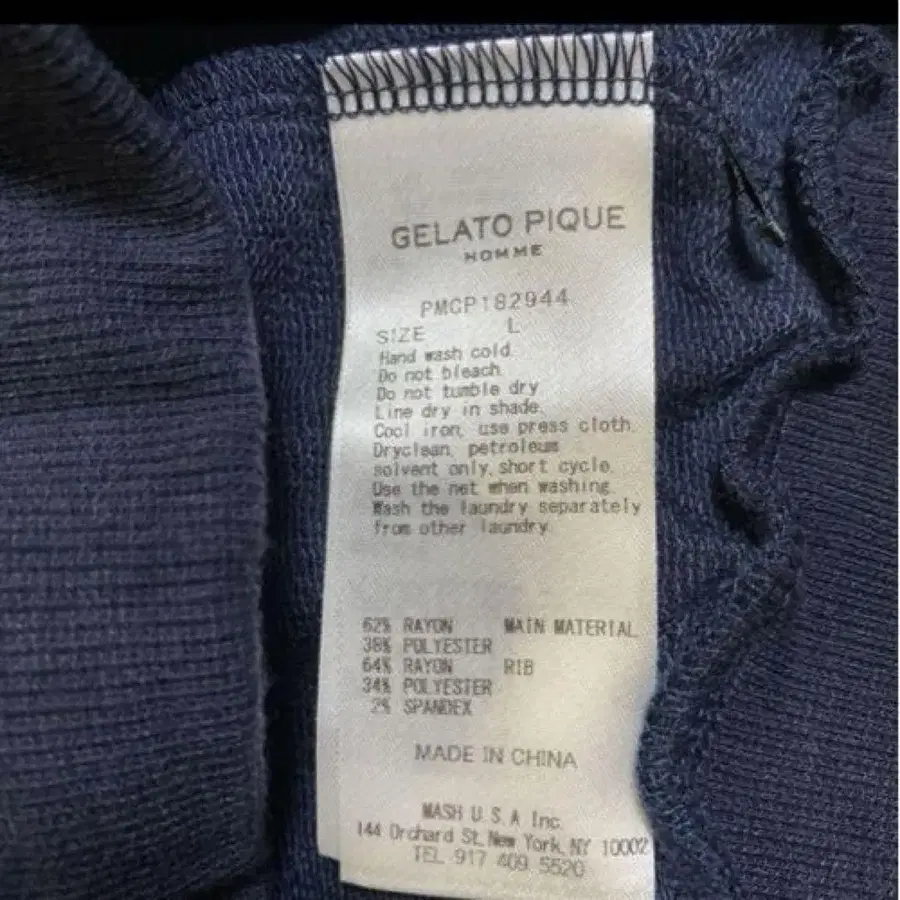 GELATO PIQUE
HOMME
PMCP182944
SIZE L
Hand wash cold.
Do not bleach.
Do not tumble dry
Line dry in shade.
Cool iron, use press cloth.
Dryclean, petroleum
solvent only, short cycle.
Use the net when washing.
Wash the laundry separately
from other laundry.
62% RAYON MAIN MATERIAL
38% POLYESTER
64% RAYON RIB
34% POLYESTER
2% SPANDEX
MADE IN CHINA
MASH U.S.A Inc.
144 Orchard St, New York, NY 10002
TEL 917 409 5520